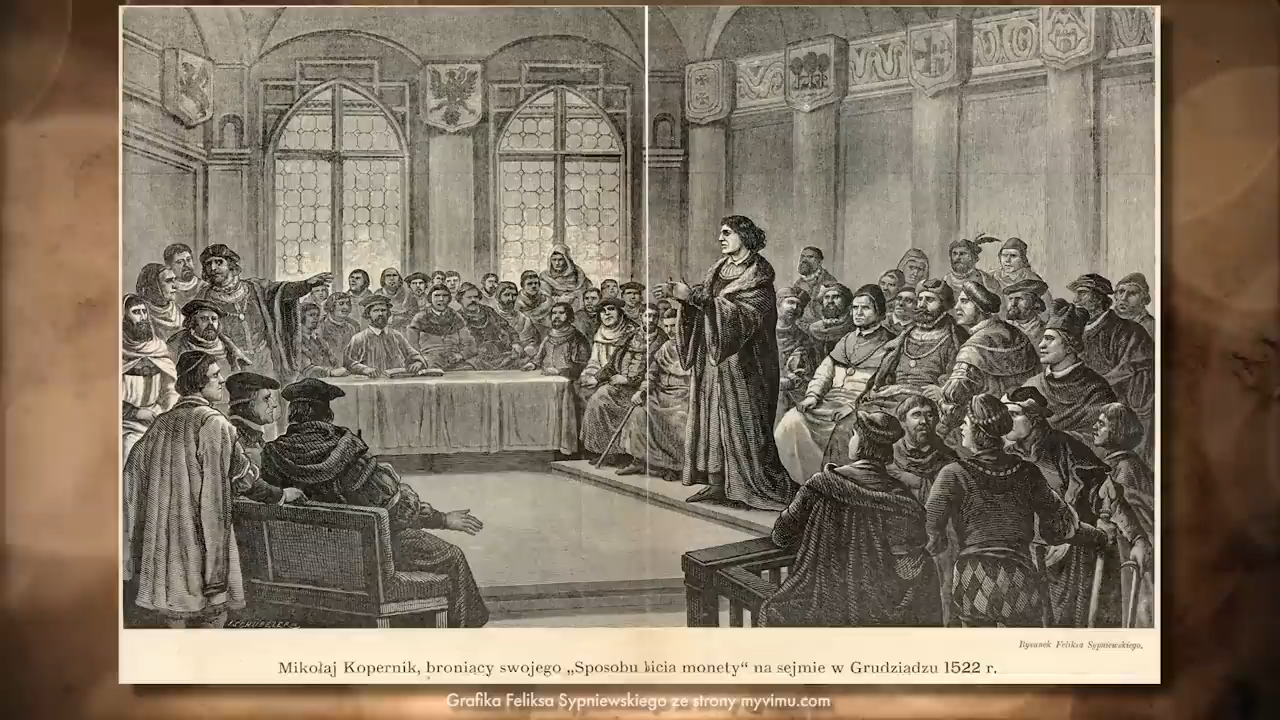 Rysunek Feliksa Sypniewskiego.
Mikołaj Kopernik, broniący swojego „Sposobu bicia monety“ na sejmie w Grudziądzu 1522 r.
Grafika Feliksa Sypniewskiego ze strony myvimu.com